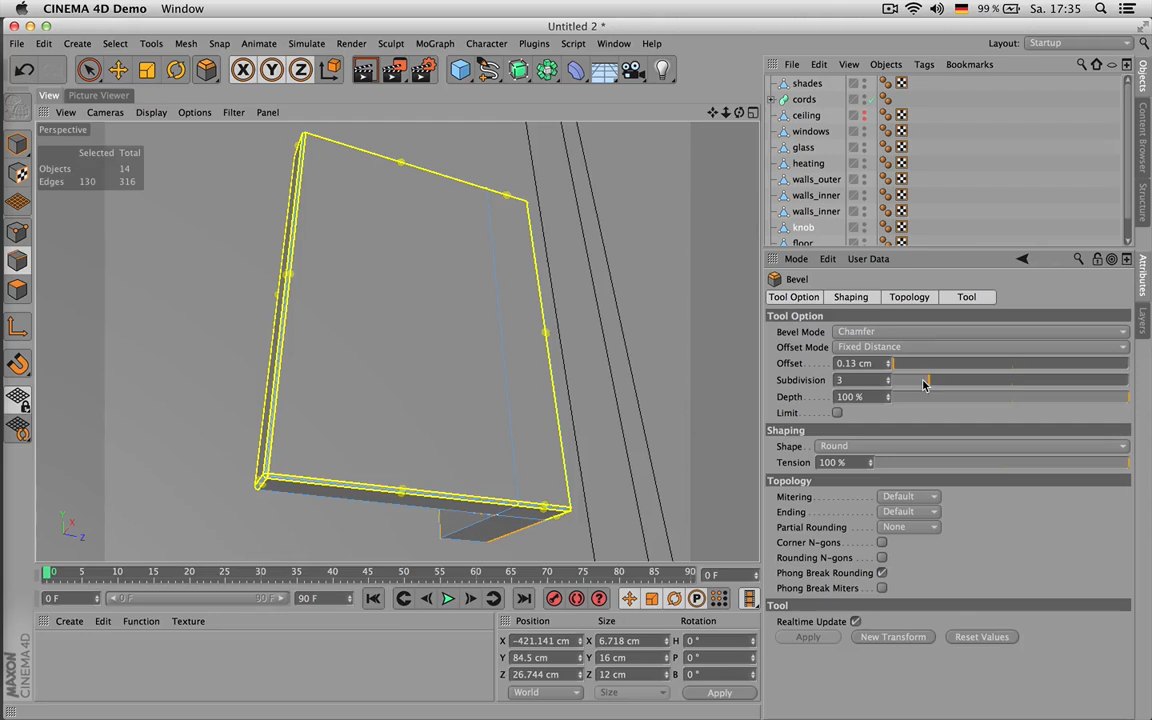 CINEMA 4D Demo Window
99 % Sa. 17:35
Untitled 2 *
File Edit Create Select Tools Mesh Snap Animate Simulate Render Sculpt MoGraph Character Plugins Script Window Help Layout: Startup
X Y Z
View Picture Viewer
View Cameras Display Options Filter Panel
Perspective
Selected Total
Objects 14
Edges 130 316
Y
X
Z
0 5 10 15 20 25 30 35 40 45 50 55 60 65 70 75 80 85 90 0 F
0 F 0 F 90 F 90 F
P
Create Edit Function Texture
Position Size Rotation
X -421.141 cm X 6.718 cm H 0 °
Y 84.5 cm Y 16 cm P 0 °
Z 26.744 cm Z 12 cm B 0 °
World Size Apply
MAXON
CINEMA 4D
File Edit View Objects Tags Bookmarks
shades
cords
ceiling
windows
glass
heating
walls_outer
walls_inner
walls_inner
knob
floor
Mode Edit User Data
Bevel
Tool Option Shaping Topology Tool
Tool Option
Bevel Mode Chamfer
Offset Mode Fixed Distance
Offset 0.13 cm
Subdivision 3
Depth 100 %
Limit
Shaping
Shape Round
Tension 100 %
Topology
Mitering Default
Ending Default
Partial Rounding None
Corner N-gons
Rounding N-gons
Phong Break Rounding
Phong Break Miters
Tool
Realtime Update
Apply New Transform Reset Values
Objects
Content Browser
Structure
Attributes
Layers